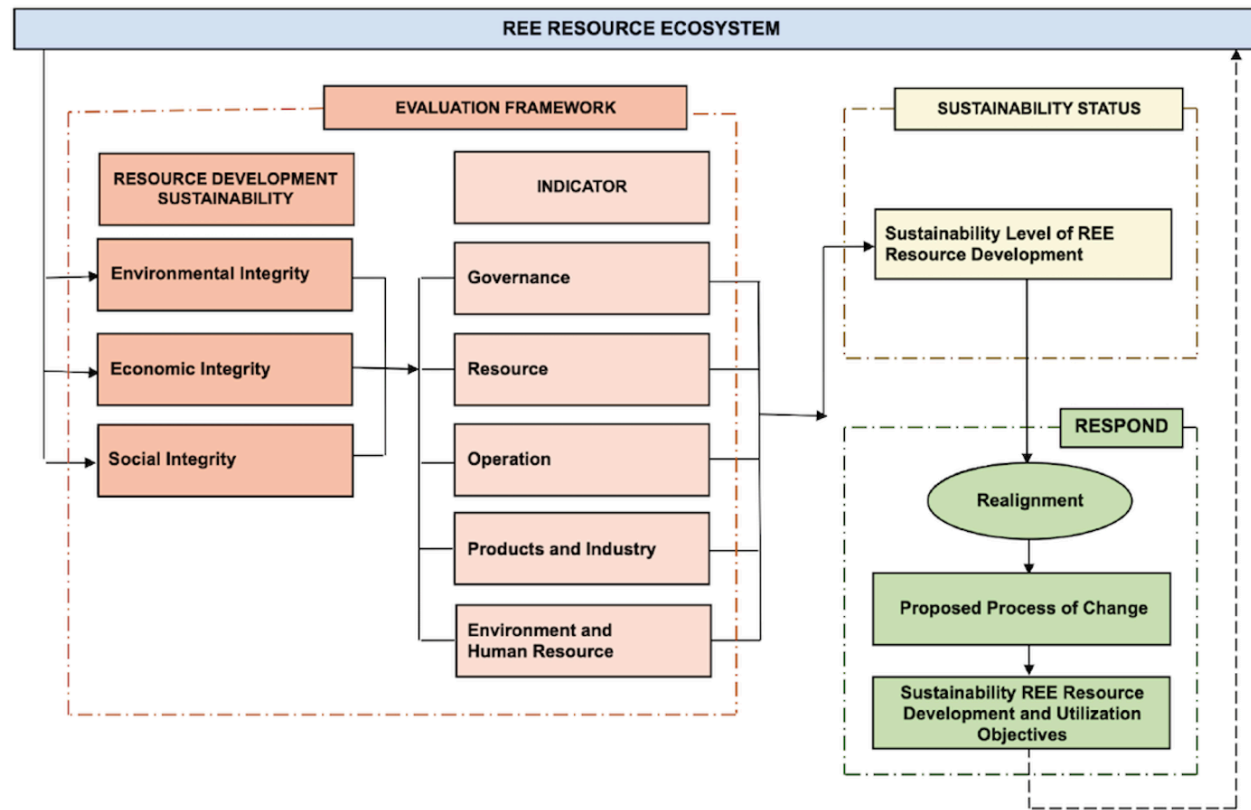 REE RESOURCE ECOSYSTEM
EVALUATION FRAMEWORK
RESOURCE DEVELOPMENT
SUSTAINABILITY
Environmental Integrity
Economic Integrity
Social Integrity
INDICATOR
Governance
Resource
Operation
Products and Industry
Environment and
Human Resource
SUSTAINABILITY STATUS
Sustainability Level of REE
Resource Development
RESPOND
Realignment
Proposed Process of Change
Sustainability REE Resource
Development and Utilization
Objectives